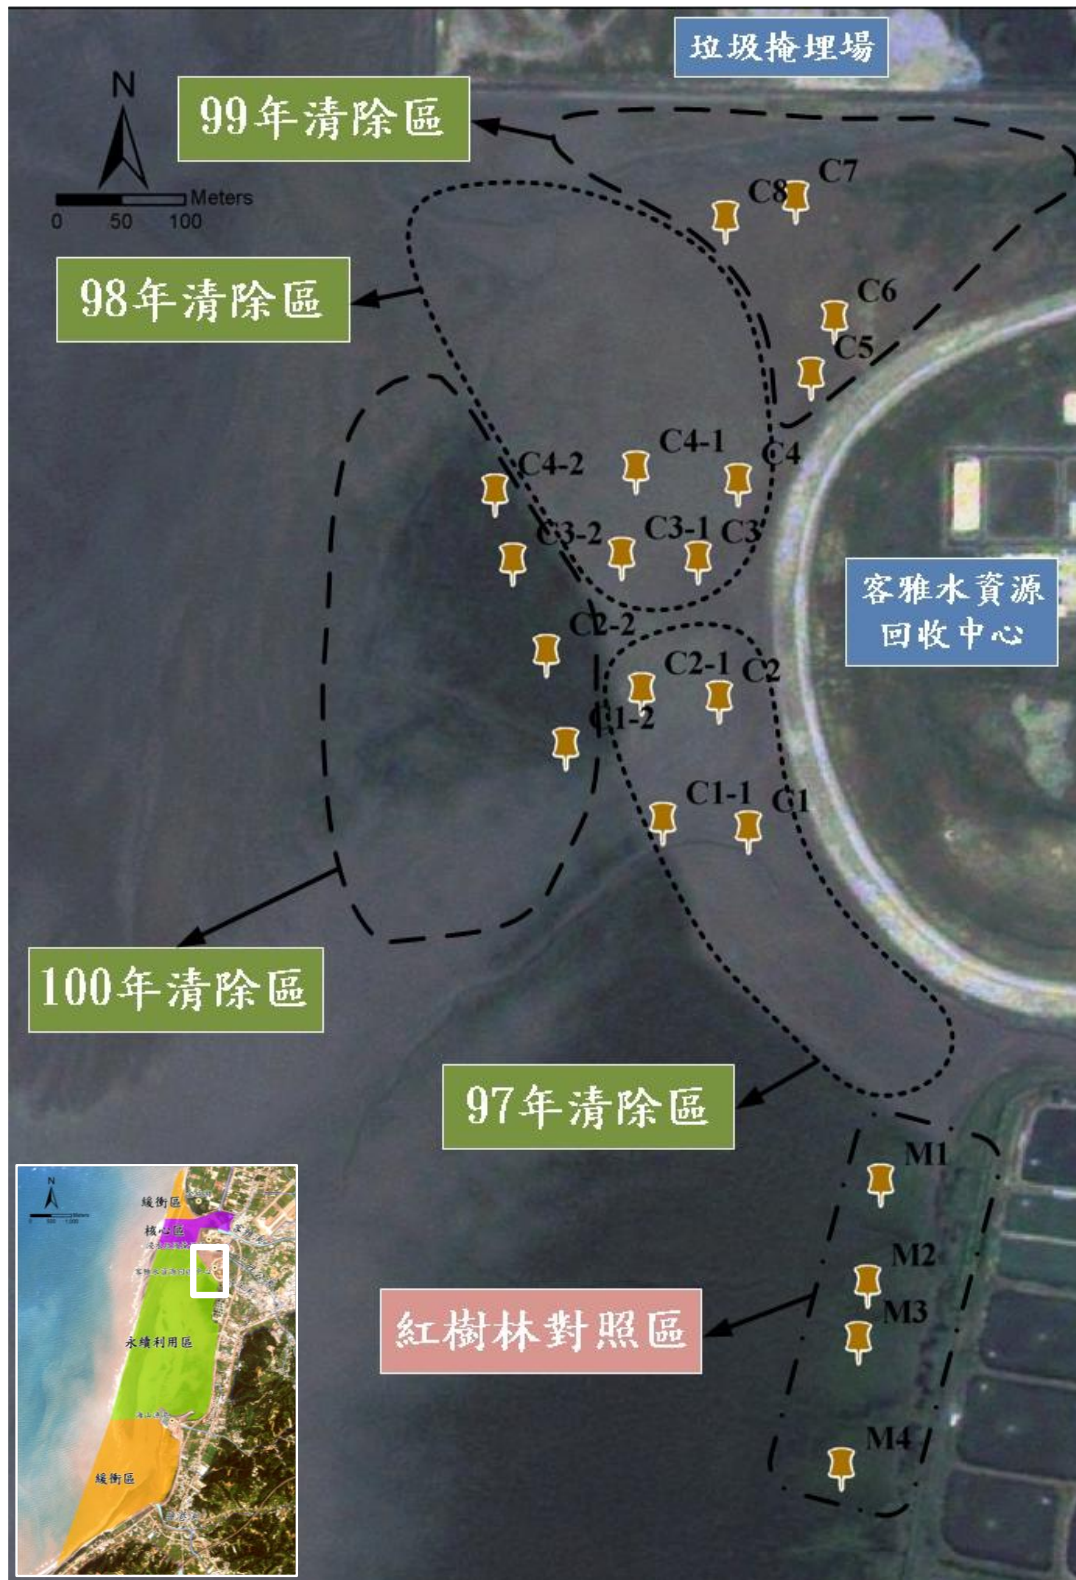 垃圾掩埋場
N
99年清除區
Meters
0 50 100
C7
C8
98年清除區
C6
C5
C4-1
C4
C4-2
C3-2
C3-1
C3
客雅水資源
回收中心
C2-2
C2-1
C2
C1-2
C1-1
C1
100年清除區
97年清除區
M1
M2
紅樹林對照區
M3
M4
N
緩衝區
Meters
核心區
永續利用區
緩衝區